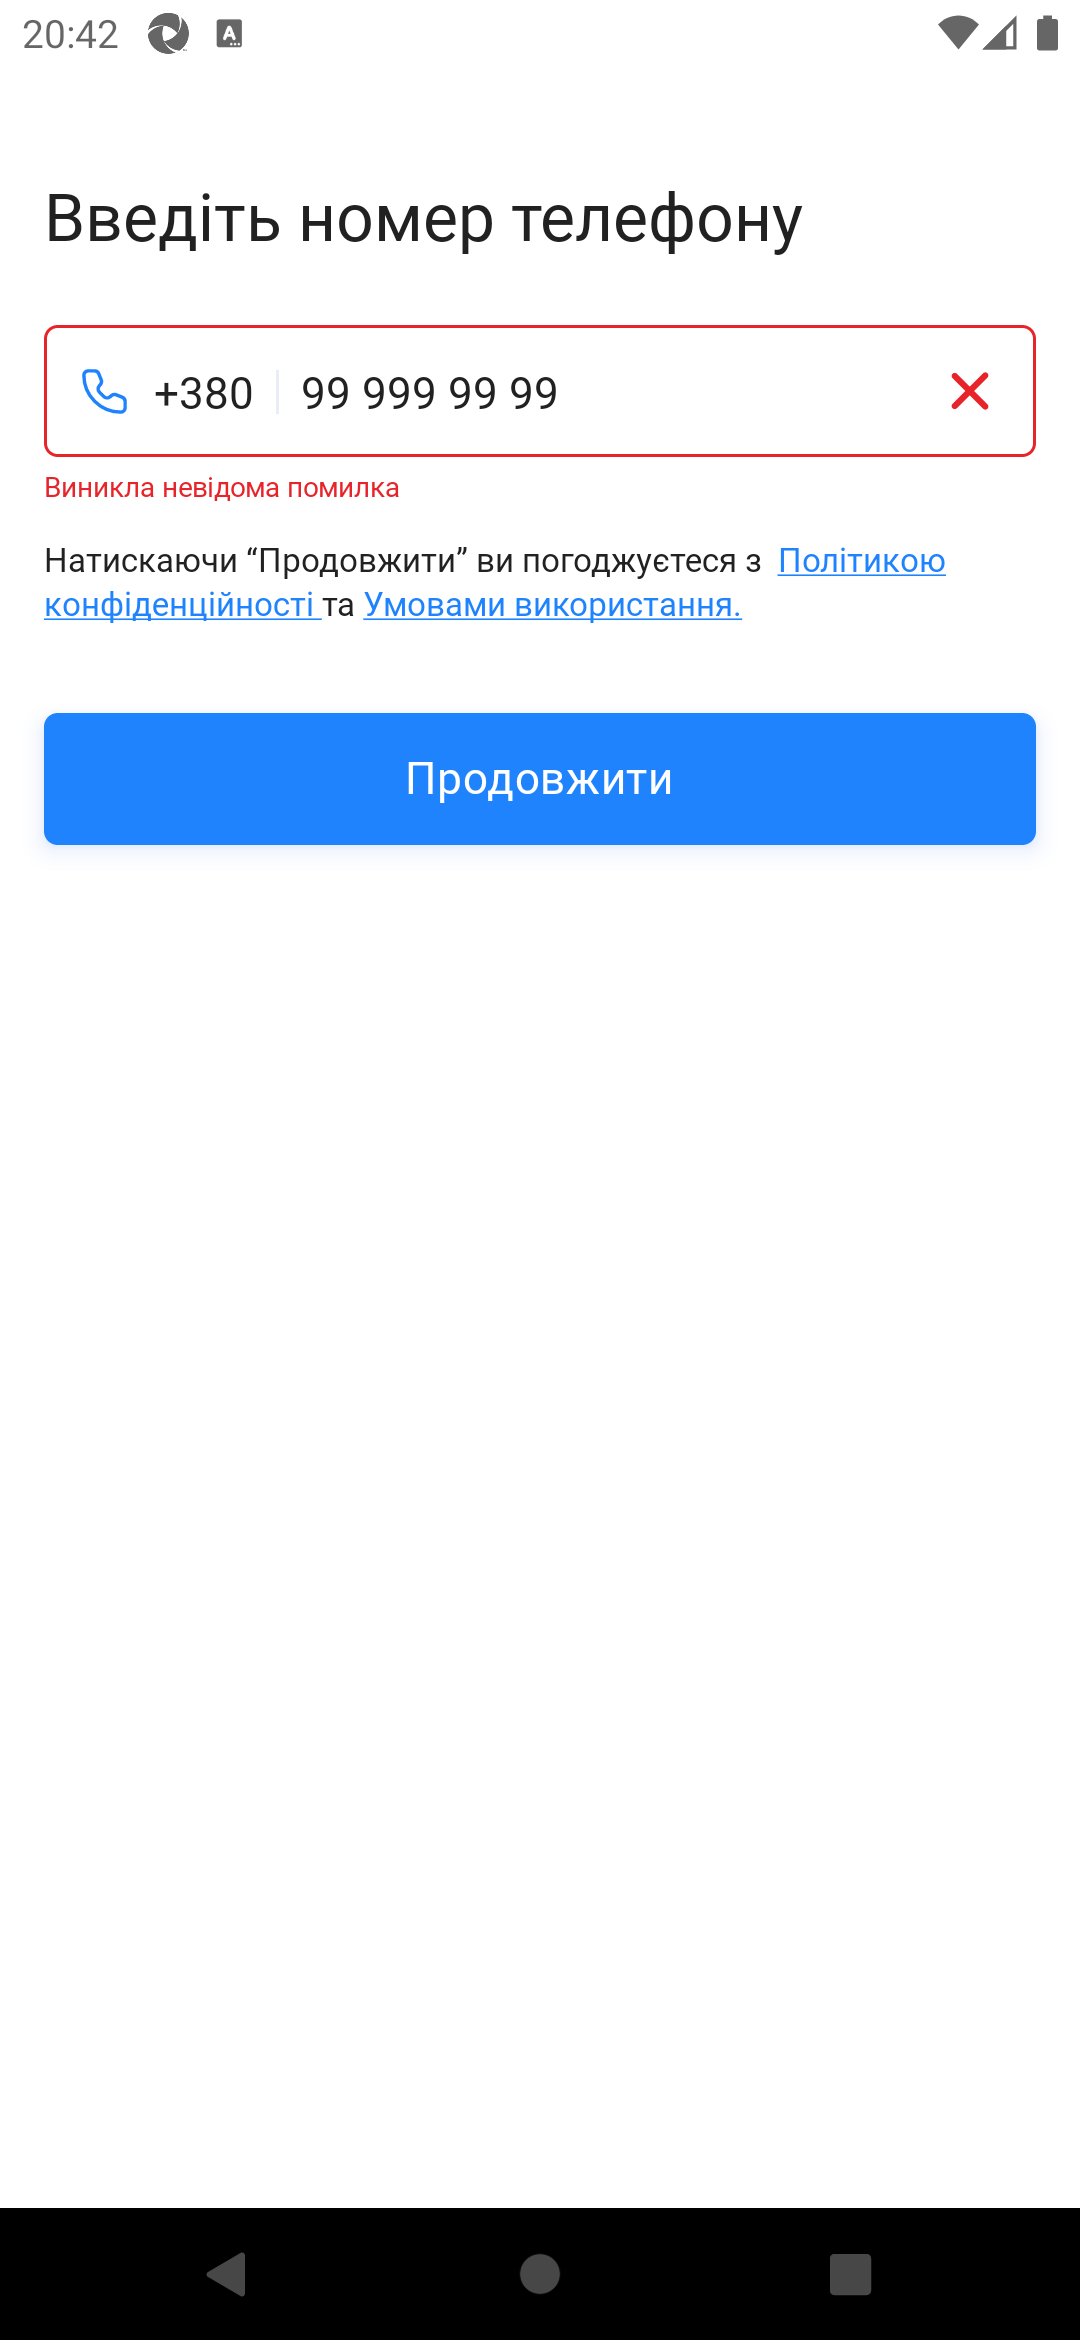 20:42
Введіть номер телефону
+380 99 999 99 99
Виникла невідома помилка
Натискаючи “Продовжити” ви погоджуєтеся з Політикою
конфіденційності та Умовами використання.
Продовжити